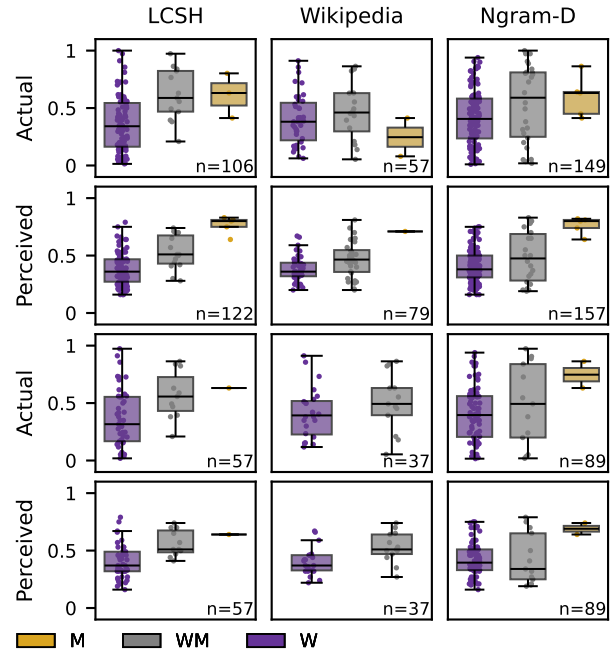 LCSH Wikipedia Ngram-D
Actual 1 0.5 0 n=106 n=57 n=149
Perceived 1 0.5 0 n=122 n=79 n=157
Actual 1 0.5 0 n=57 n=37 n=89
Perceived 1 0.5 0 n=57 n=37 n=89
M WM W